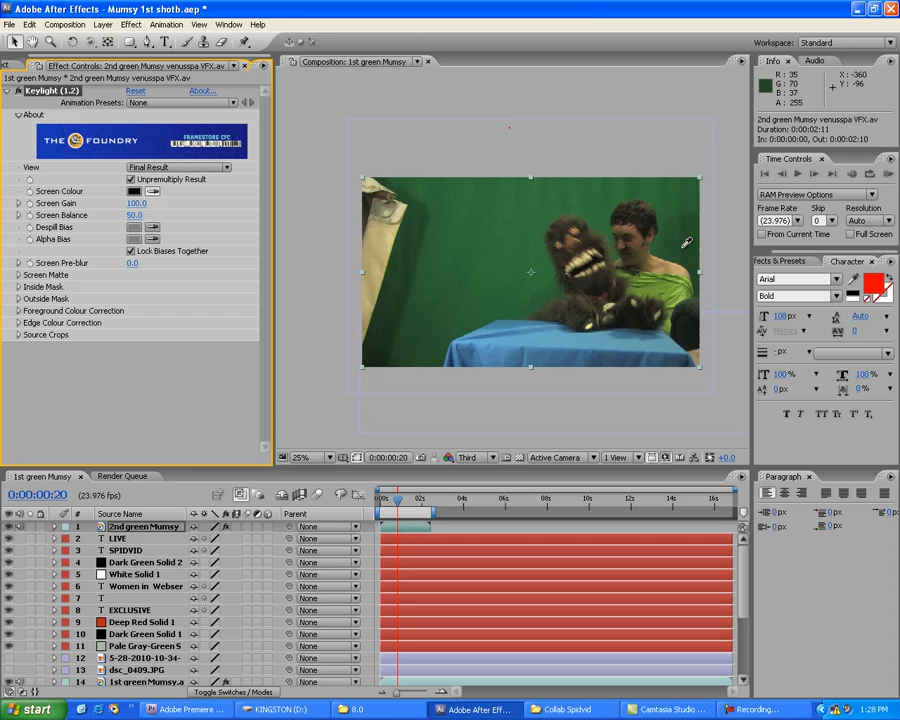 Adobe After Effects - Mumsy 1st shotb.aep *
File Edit Composition Layer Effect Animation View Window Help
Workspace: Standard
Effect Controls: 2nd green Mumsy venusspa VFX.av
1st green Mumsy * 2nd green Mumsy venusspa VFX.av
Keylight (1.2) Reset About...
Animation Presets: None
About
THE FOUNDRY FRAMESTORE CFC
View Final Result
Unpremultiply Result
Screen Colour
Screen Gain 100.0
Screen Balance 50.0
Despill Bias
Alpha Bias
Lock Biases Together
Screen Pre-blur 0.0
Screen Matte
Inside Mask
Outside Mask
Foreground Colour Correction
Edge Colour Correction
Source Crops
Composition: 1st green Mumsy
25% 0:00:00:20 Third Active Camera 1 View +0.0
Info Audio
R: 35 X: -360
G: 70 Y: -96
B: 37
A: 255
2nd green Mumsy venusspa VFX.av
Duration: 0:00:02:11
In: 0:00:00:00, Out: 0:00:02:10
Time Controls
RAM Preview Options
Frame Rate Skip Resolution
(23.976) 0 Auto
From Current Time Full Screen
ffects & Presets Character
Arial
Bold
108 px Auto
Metrics 0
- px
100 % 100 %
0 px 0 %
T T TT Tr T¹ T₁
Paragraph
0 px 0 px 0 px
0 px 0 px
1st green Mumsy Render Queue
0:00:00:20 (23.976 fps)
:00s 02s 04s 06s 08s 10s 12s 14s 16s
# Source Name Parent
1 2nd green Mumsy None
2 T LIVE None
3 T SPIDVID None
4 Dark Green Solid 2 None
5 White Solid 1 None
6 T Women in Webser None
7 T None
8 T EXCLUSIVE None
9 Deep Red Solid 1 None
10 Dark Green Solid 1 None
11 Pale Gray-Green S None
12 5-28-2010-10-34- None
13 dsc_0409.JPG None
14 1st green Mumsy.a None
Toggle Switches / Modes
start Adobe Premiere ... KINGSTON (D:) 8.0 Adobe After Eff... Collab Spidvid Camtasia Studio ... Recording... 1:28 PM